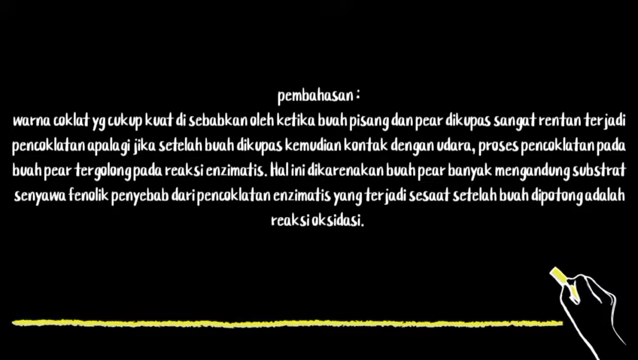 pembahasan :
warna coklat yg cukup kuat di sebabkan oleh ketika buah pisang dan pear dikupas sangat rentan terjadi
pencoklatan apalagi jika setelah buah dikupas kemudian kontak dengan udara, proses pencoklatan pada
buah pear tergolong pada reaksi enzimatis. Hal ini dikarenakan buah pear banyak mengandung substrat
senyawa fenolik penyebab dari pencoklatan enzimatis yang terjadi sesaat setelah buah dipotong adalah
reaksi oksidasi.